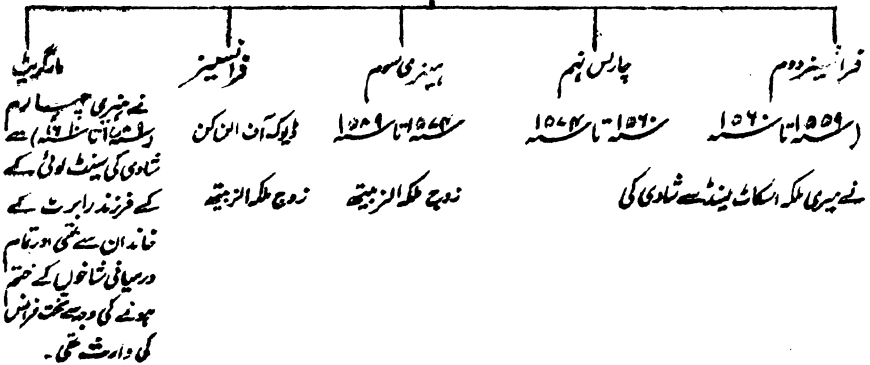 فرانسیز دوم
(۱۵۵۹؁ تا ۱۵۶۰؁
نے میری ملکہ اسکاٹ لینڈ سے شادی کی
چارلس نہم
۱۵۶۰؁ تا ۱۵۷۴؁
ہینری سوم
۱۵۷۴؁ تا ۱۵۸۹؁
زوج ملکہ الزبیتھ
فرانسیز
ڈیوک آن الن کن
زوج ملکہ الزبیتھ
مارگریٹ
نے ہنری چہارم
تا سے
شادی کی سینٹ لوئی کے
کے فرزند رابرٹ کے
خاندان سے تھی اور تمام
درمیانی شاخوں کے ختم
ہونے کی وجہ سے تخت فرانس
کی وارث تھی۔